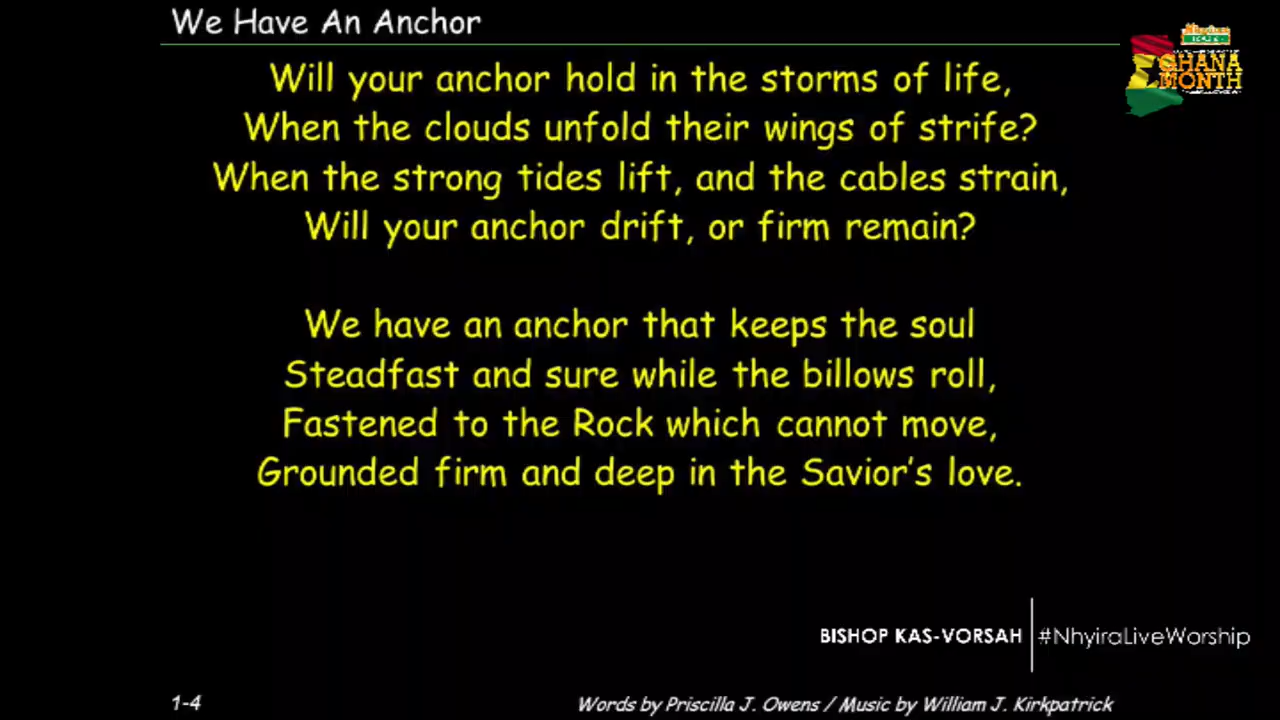 We Have An Anchor
GHANA
MONTH
Will your anchor hold in the storms of life,
When the clouds unfold their wings of strife?
When the strong tides lift, and the cables strain,
Will your anchor drift, or firm remain?
We have an anchor that keeps the soul
Steadfast and sure while the billows roll,
Fastened to the Rock which cannot move,
Grounded firm and deep in the Savior's love.
BISHOP KAS-VORSAH #NhyiraLiveWorship
1-4
Words by Priscilla J. Owens / Music by William J. Kirkpatrick